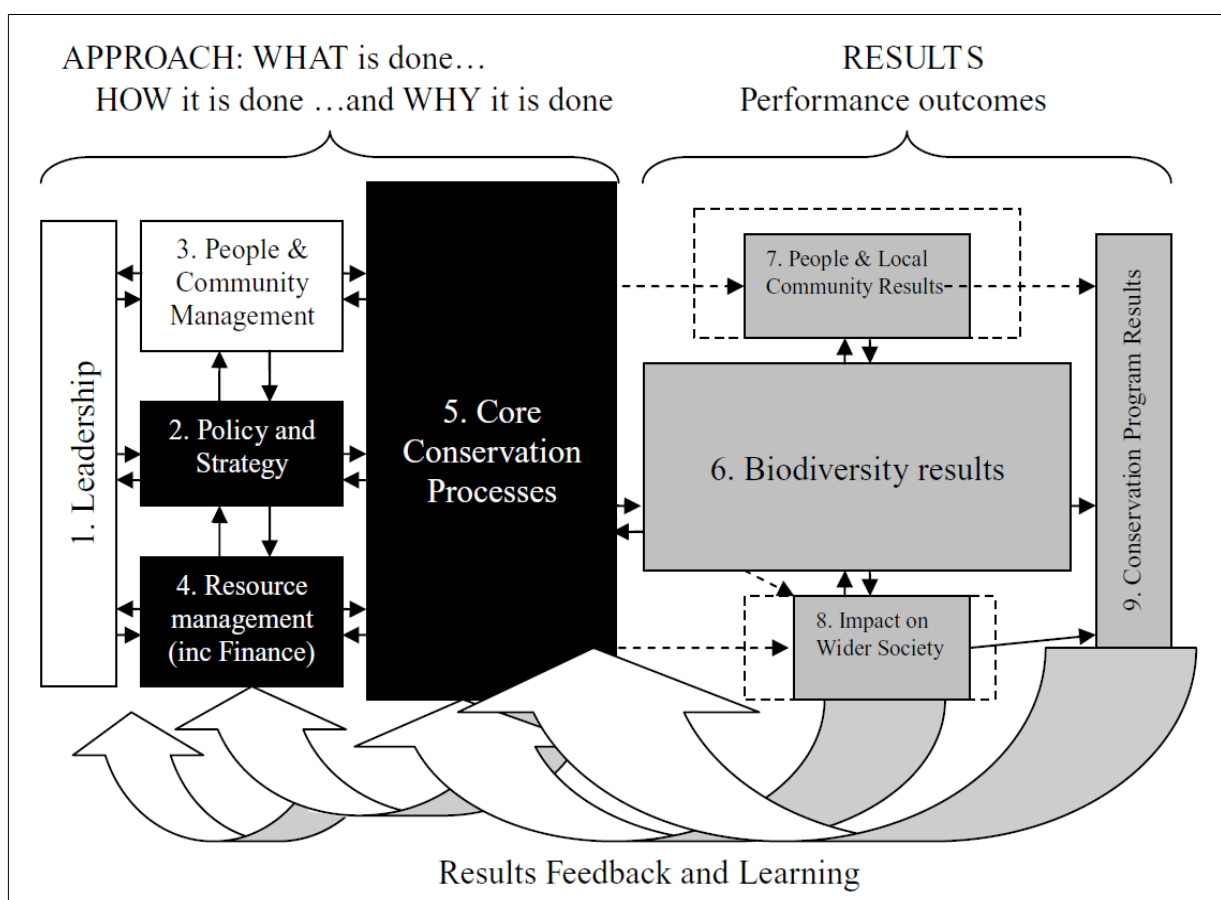 APPROACH: WHAT is done…
HOW it is done …and WHY it is done
RESULTS
Performance outcomes
1. Leadership
3. People &
Community
Management
2. Policy and
Strategy
4. Resource
management
(inc Finance)
5. Core
Conservation
Processes
7. People & Local
Community Results
6. Biodiversity results
8. Impact on
Wider Society
9. Conservation Program Results
Results Feedback and Learning